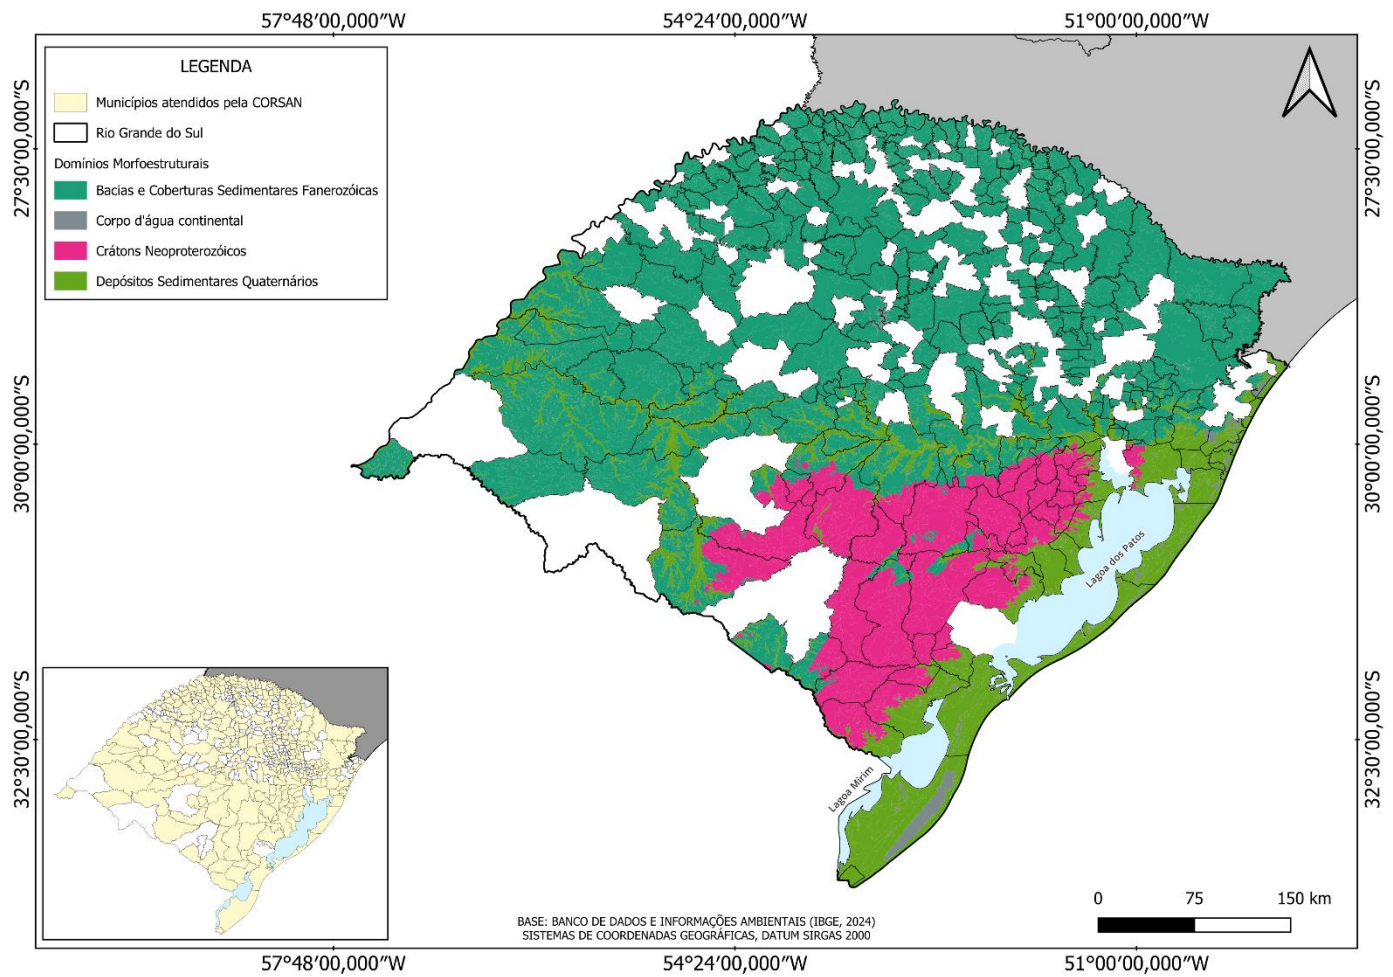 57°48'00,000"W
54°24'00,000"W
51°00'00,000"W
LEGENDA
Municípios atendidos pela CORSAN
Rio Grande do Sul
Domínios Morfoestruturais
Bacias e Coberturas Sedimentares Fanerozóicas
Corpo d'água continental
Crátons Neoproterozóicos
Depósitos Sedimentares Quaternários
27°30'00,000"S
27°30'00,000"S
30°00'00,000"S
30°00'00,000"S
32°30'00,000"S
32°30'00,000"S
Lagoa dos Patos
Lagoa Mirim
0 75 150 km
BASE: BANCO DE DADOS E INFORMAÇÕES AMBIENTAIS (IBGE, 2024)
SISTEMAS DE COORDENADAS GEOGRÁFICAS, DATUM SIRGAS 2000
57°48'00,000"W
54°24'00,000"W
51°00'00,000"W